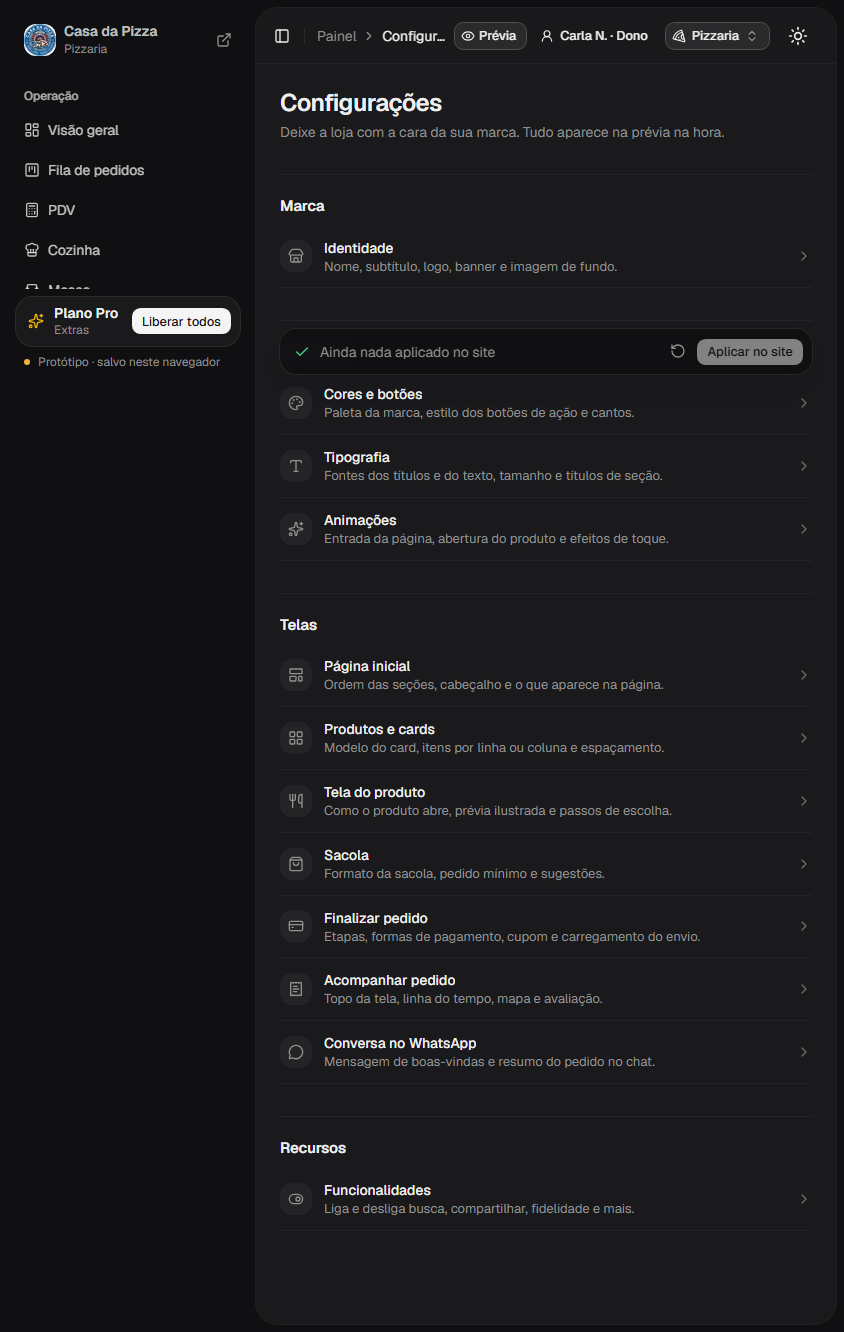 Casa da Pizza
Pizzaria
Operação
Visão geral
Fila de pedidos
PDV
Cozinha
Plano Pro
Extras
Liberar todos
Protótipo · salvo neste navegador
Painel
Configur...
Prévia
Carla N. · Dono
Pizzaria
Configurações
Deixe a loja com a cara da sua marca. Tudo aparece na prévia na hora.
Marca
Identidade
Nome, subtítulo, logo, banner e imagem de fundo.
Ainda nada aplicado no site
Aplicar no site
Cores e botões
Paleta da marca, estilo dos botões de ação e cantos.
Tipografia
Fontes dos títulos e do texto, tamanho e títulos de seção.
Animações
Entrada da página, abertura do produto e efeitos de toque.
Telas
Página inicial
Ordem das seções, cabeçalho e o que aparece na página.
Produtos e cards
Modelo do card, itens por linha ou coluna e espaçamento.
Tela do produto
Como o produto abre, prévia ilustrada e passos de escolha.
Sacola
Formato da sacola, pedido mínimo e sugestões.
Finalizar pedido
Etapas, formas de pagamento, cupom e carregamento do envio.
Acompanhar pedido
Topo da tela, linha do tempo, mapa e avaliação.
Conversa no WhatsApp
Mensagem de boas-vindas e resumo do pedido no chat.
Recursos
Funcionalidades
Liga e desliga busca, compartilhar, fidelidade e mais.